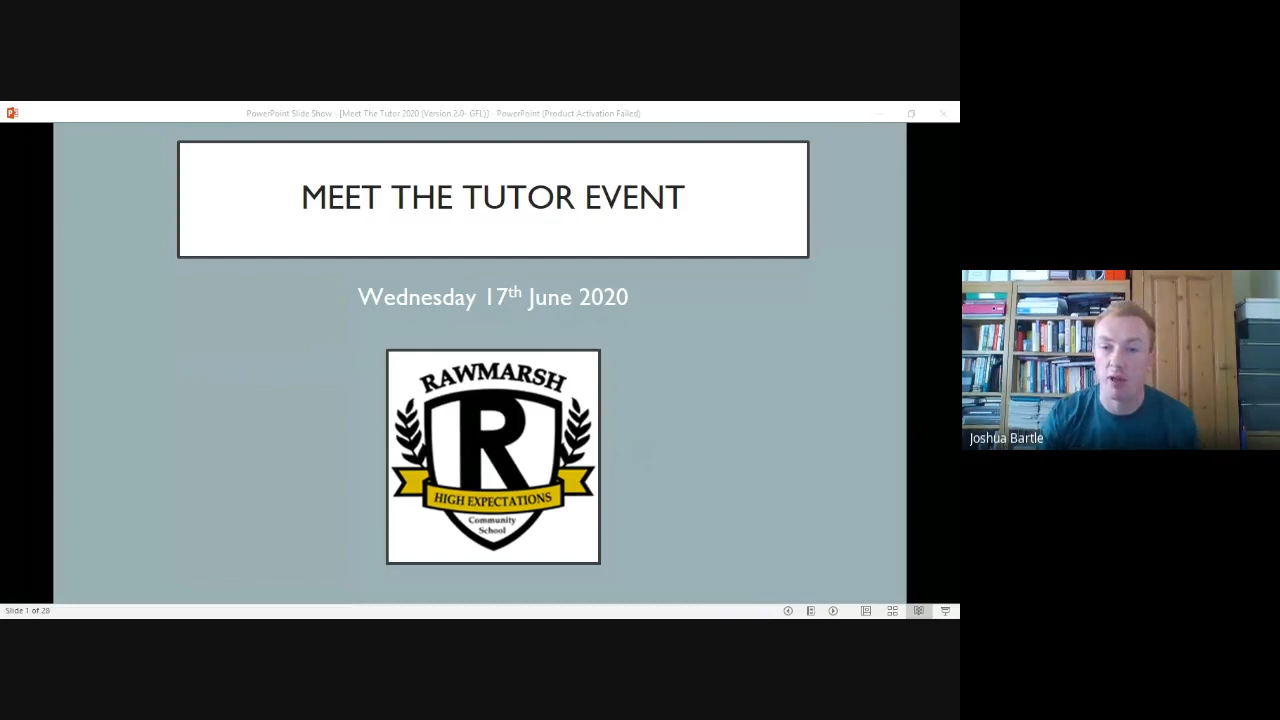 PowerPoint Slide Show - [Meet The Tutor 2020 (Version 2.0- GFL)] - PowerPoint (Product Activation Failed)
MEET THE TUTOR EVENT
Wednesday 17th June 2020
RAWMARSH
R
HIGH EXPECTATIONS
Community
School
Joshua Bartle
Slide 1 of 28